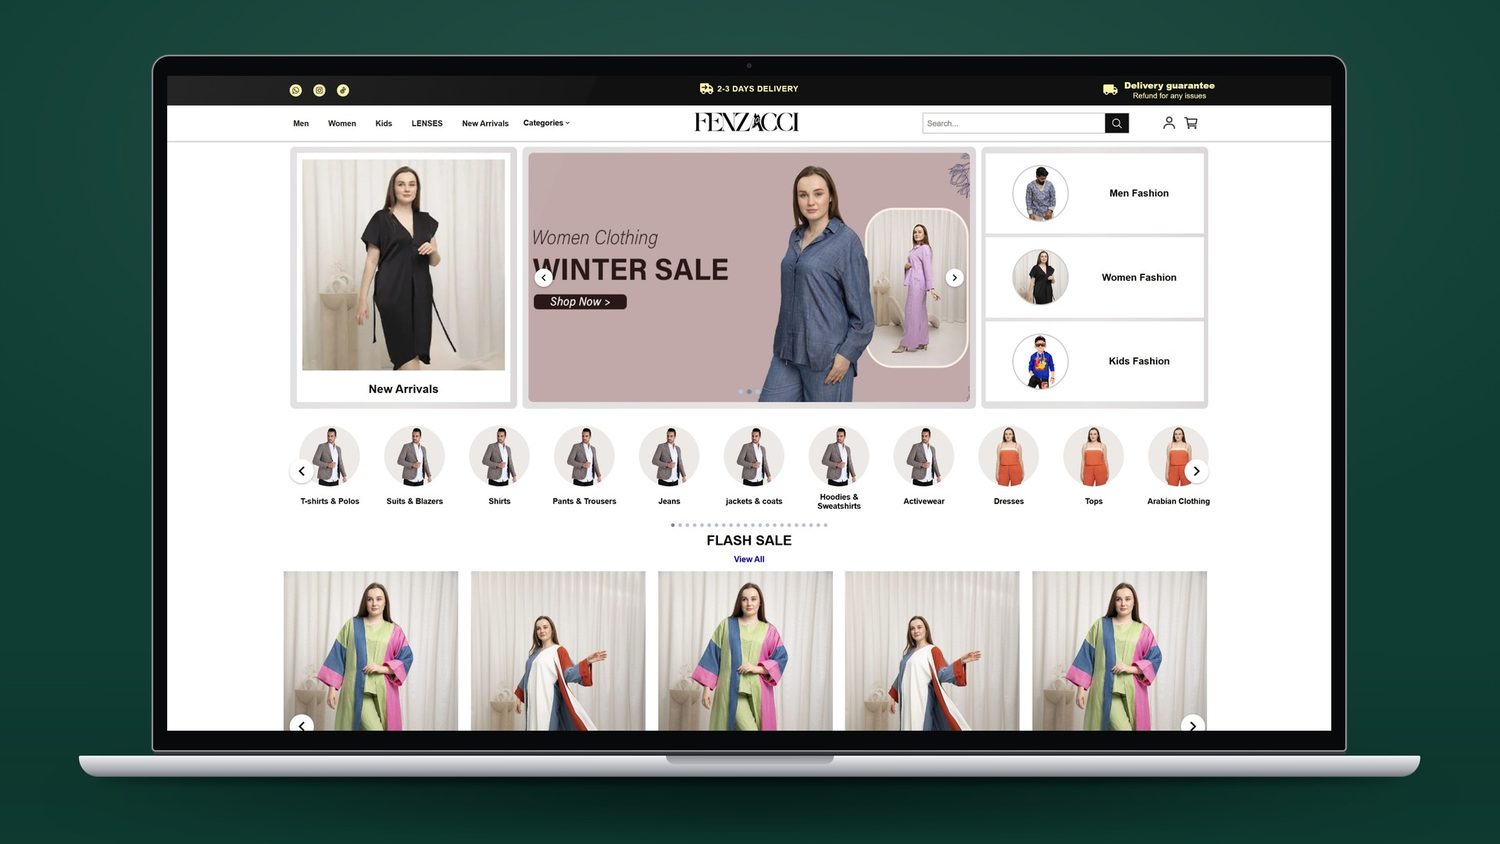 2-3 DAYS DELIVERY
Delivery guarantee
Refund for any issues
Men
Women
Kids
LENSES
New Arrivals
Categories
FENZACCI
Search...
New Arrivals
Women Clothing
WINTER SALE
Shop Now >
Men Fashion
Women Fashion
Kids Fashion
T-shirts & Polos
Suits & Blazers
Shirts
Pants & Trousers
Jeans
jackets & coats
Hoodies &
Sweatshirts
Activewear
Dresses
Tops
Arabian Clothing
FLASH SALE
View All